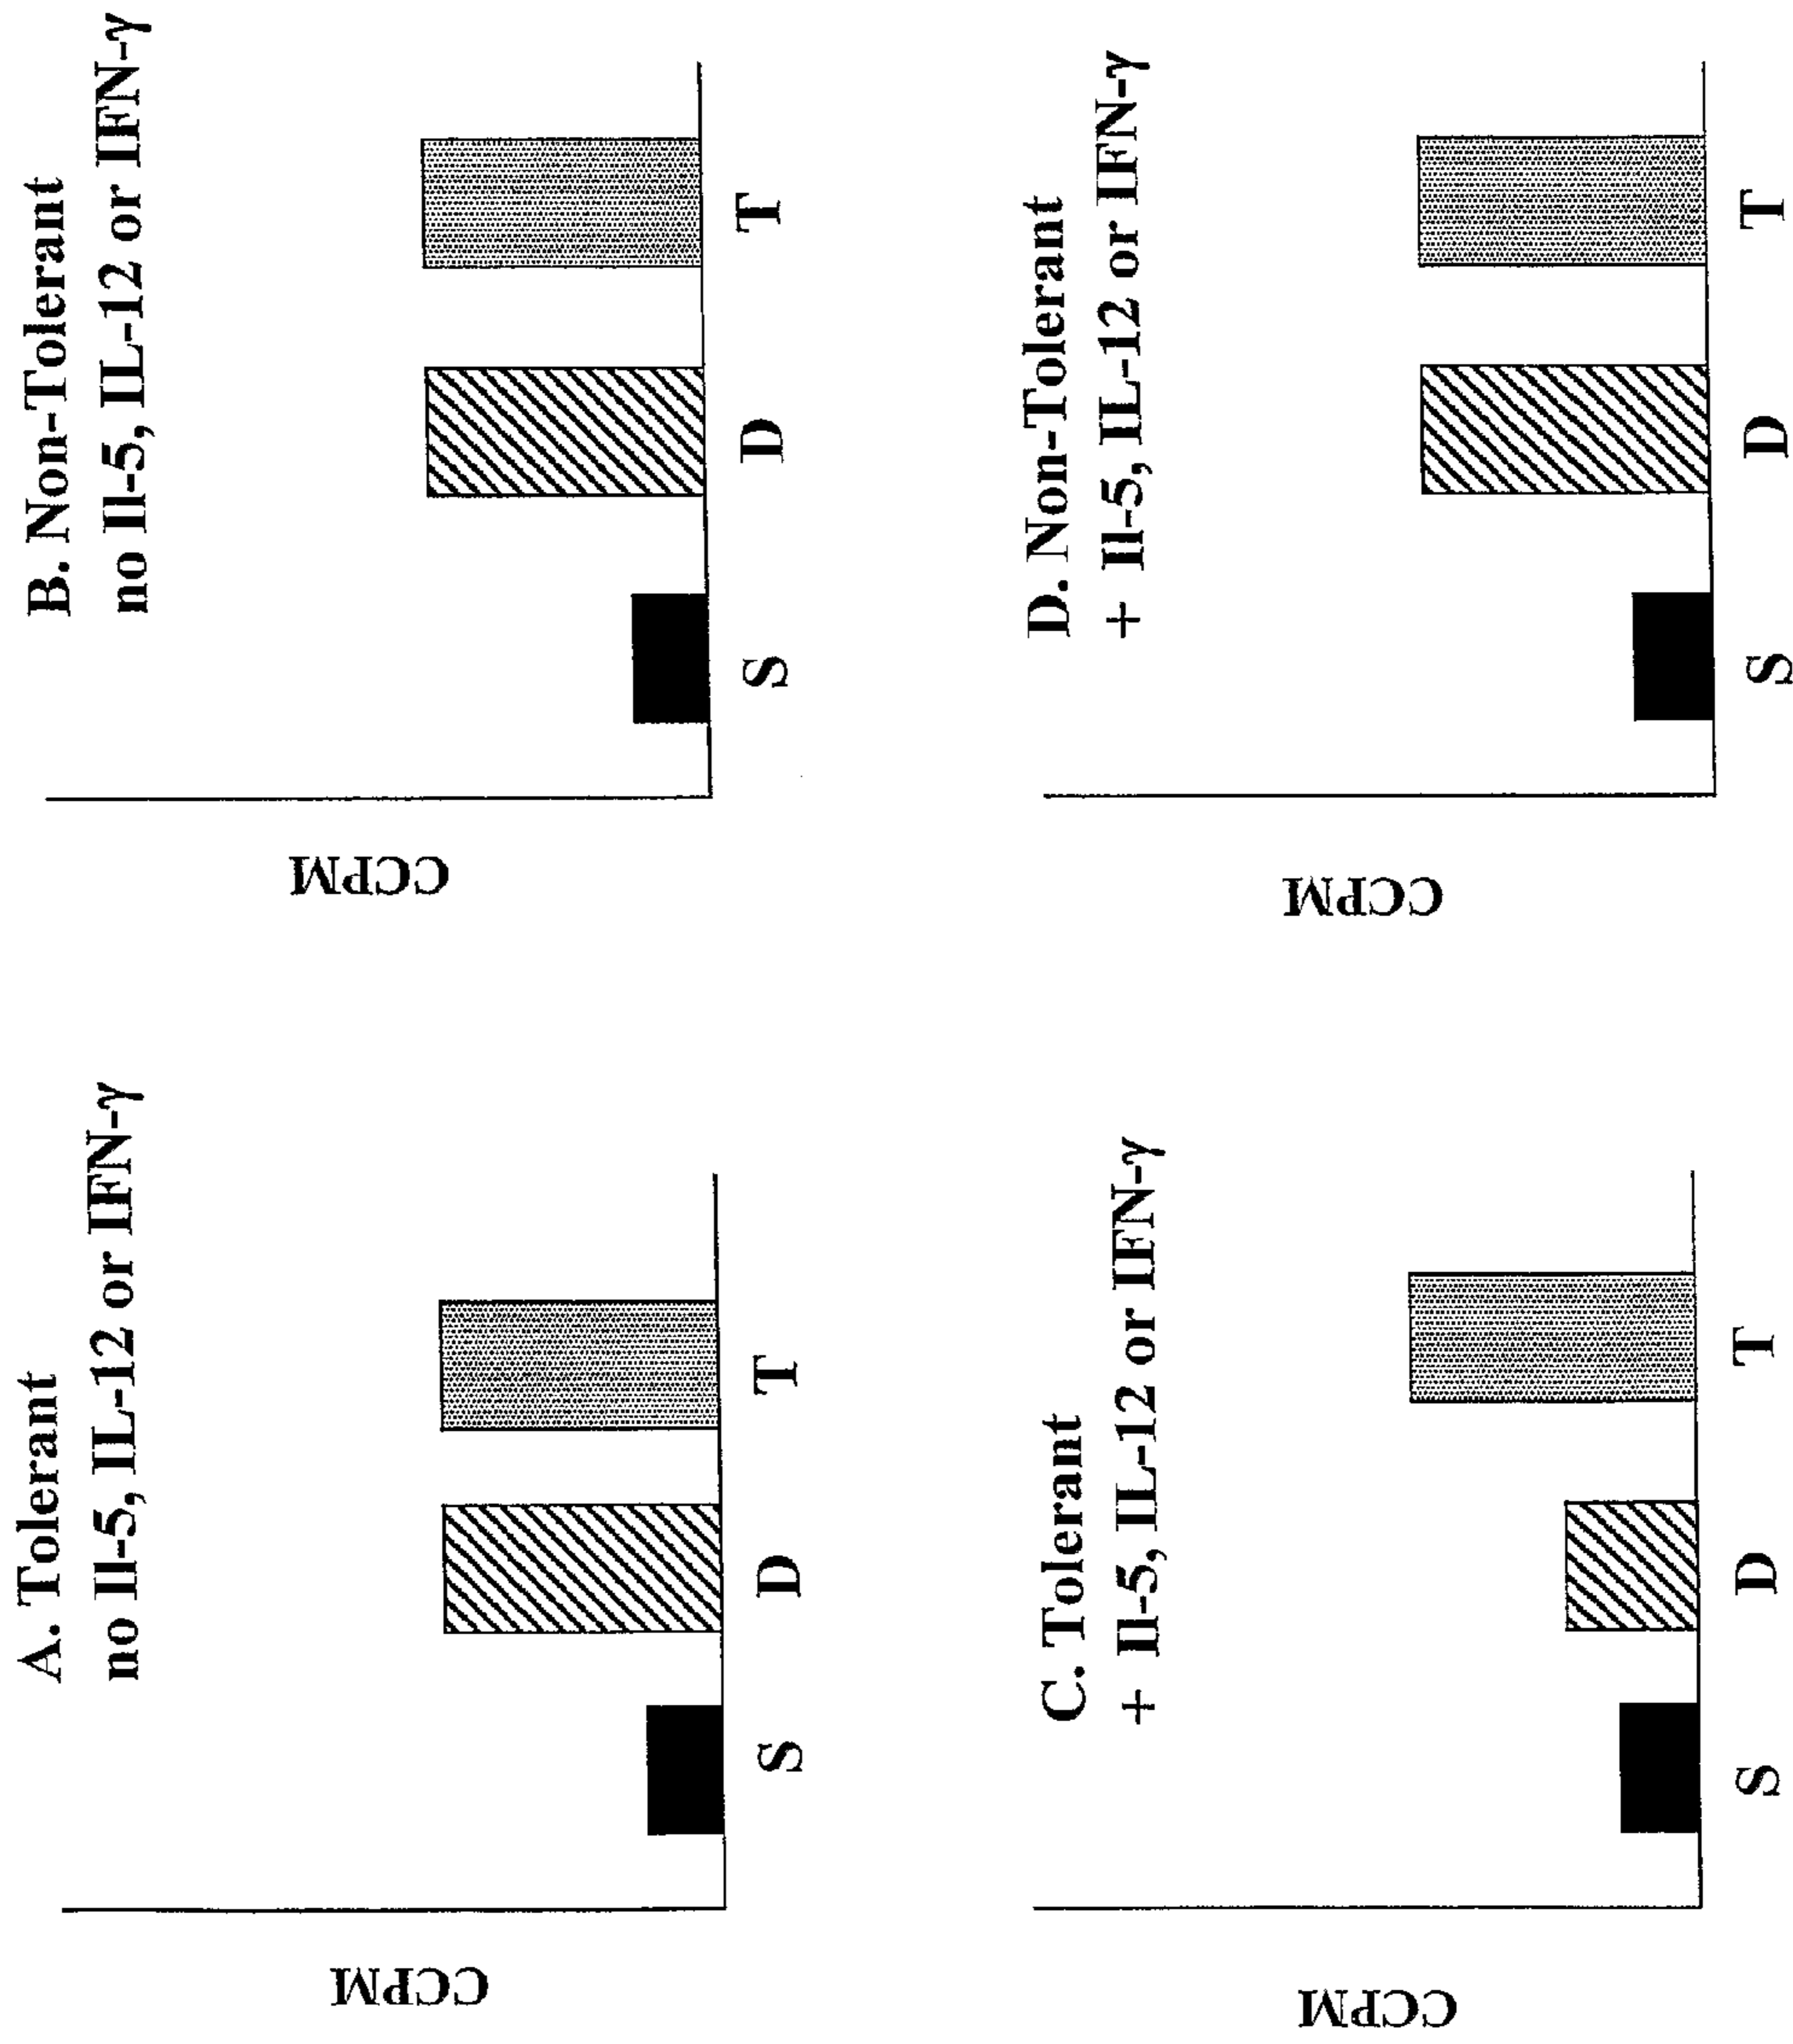 A. Tolerant
no Il-5, IL-12 or IFN-γ
CCPM
S D T
B. Non-Tolerant
no Il-5, IL-12 or IFN-γ
CCPM
S D T
C. Tolerant
+ Il-5, IL-12 or IFN-γ
CCPM
S D T
D. Non-Tolerant
+ Il-5, IL-12 or IFN-γ
CCPM
S D T